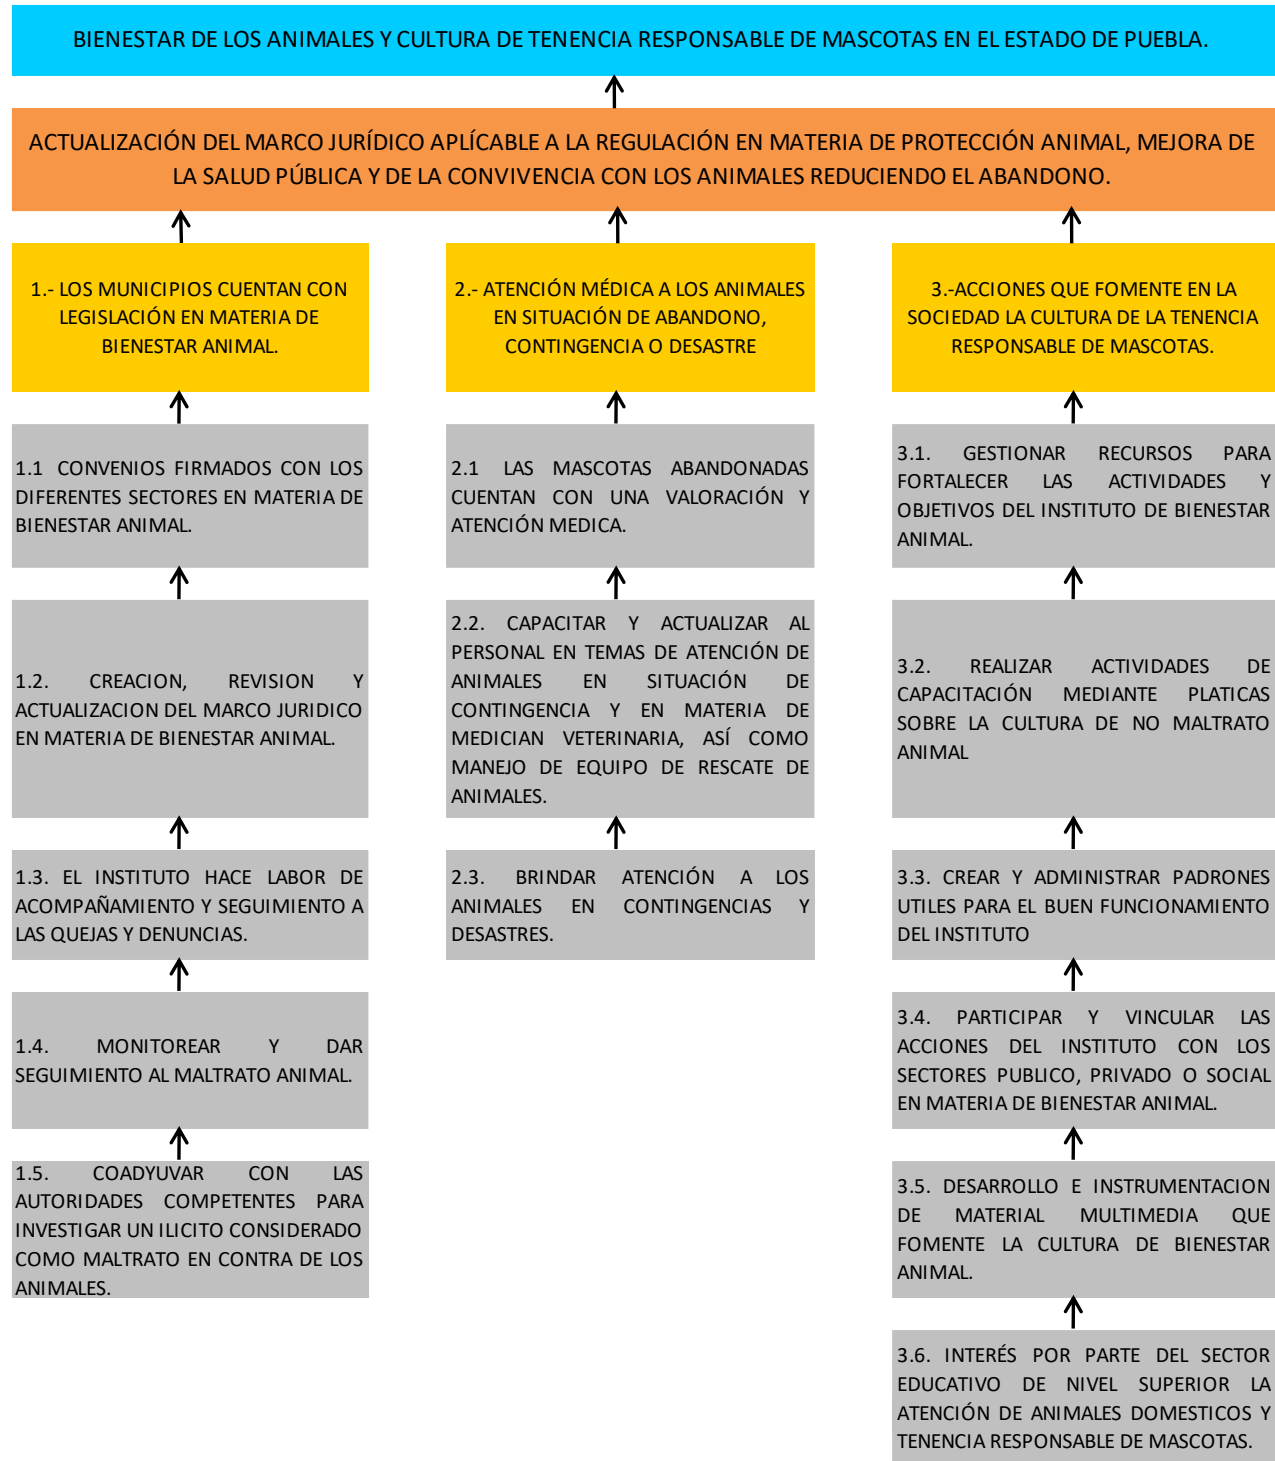 BIENESTAR DE LOS ANIMALES Y CULTURA DE TENENCIA RESPONSABLE DE MASCOTAS EN EL ESTADO DE PUEBLA.
ACTUALIZACIÓN DEL MARCO JURÍDICO APLÍCABLE A LA REGULACIÓN EN MATERIA DE PROTECCIÓN ANIMAL, MEJORA DE
LA SALUD PÚBLICA Y DE LA CONVIVENCIA CON LOS ANIMALES REDUCIENDO EL ABANDONO.
1.- LOS MUNICIPIOS CUENTAN CON
LEGISLACIÓN EN MATERIA DE
BIENESTAR ANIMAL.
1.1 CONVENIOS FIRMADOS CON LOS
DIFERENTES SECTORES EN MATERIA DE
BIENESTAR ANIMAL.
1.2. CREACION, REVISION Y
ACTUALIZACION DEL MARCO JURIDICO
EN MATERIA DE BIENESTAR ANIMAL.
1.3. EL INSTITUTO HACE LABOR DE
ACOMPAÑAMIENTO Y SEGUIMIENTO A
LAS QUEJAS Y DENUNCIAS.
1.4. MONITOREAR Y DAR
SEGUIMIENTO AL MALTRATO ANIMAL.
1.5. COADYUVAR CON LAS
AUTORIDADES COMPETENTES PARA
INVESTIGAR UN ILICITO CONSIDERADO
COMO MALTRATO EN CONTRA DE LOS
ANIMALES.
2.- ATENCIÓN MÉDICA A LOS ANIMALES
EN SITUACIÓN DE ABANDONO,
CONTINGENCIA O DESASTRE
2.1 LAS MASCOTAS ABANDONADAS
CUENTAN CON UNA VALORACIÓN Y
ATENCIÓN MEDICA.
2.2. CAPACITAR Y ACTUALIZAR AL
PERSONAL EN TEMAS DE ATENCIÓN DE
ANIMALES EN SITUACIÓN DE
CONTINGENCIA Y EN MATERIA DE
MEDICIAN VETERINARIA, ASÍ COMO
MANEJO DE EQUIPO DE RESCATE DE
ANIMALES.
2.3. BRINDAR ATENCIÓN A LOS
ANIMALES EN CONTINGENCIAS Y
DESASTRES.
3.-ACCIONES QUE FOMENTE EN LA
SOCIEDAD LA CULTURA DE LA TENENCIA
RESPONSABLE DE MASCOTAS.
3.1. GESTIONAR RECURSOS PARA
FORTALECER LAS ACTIVIDADES Y
OBJETIVOS DEL INSTITUTO DE BIENESTAR
ANIMAL.
3.2. REALIZAR ACTIVIDADES DE
CAPACITACIÓN MEDIANTE PLATICAS
SOBRE LA CULTURA DE NO MALTRATO
ANIMAL
3.3. CREAR Y ADMINISTRAR PADRONES
UTILES PARA EL BUEN FUNCIONAMIENTO
DEL INSTITUTO
3.4. PARTICIPAR Y VINCULAR LAS
ACCIONES DEL INSTITUTO CON LOS
SECTORES PUBLICO, PRIVADO O SOCIAL
EN MATERIA DE BIENESTAR ANIMAL.
3.5. DESARROLLO E INSTRUMENTACION
DE MATERIAL MULTIMEDIA QUE
FOMENTE LA CULTURA DE BIENESTAR
ANIMAL.
3.6. INTERÉS POR PARTE DEL SECTOR
EDUCATIVO DE NIVEL SUPERIOR LA
ATENCIÓN DE ANIMALES DOMESTICOS Y
TENENCIA RESPONSABLE DE MASCOTAS.